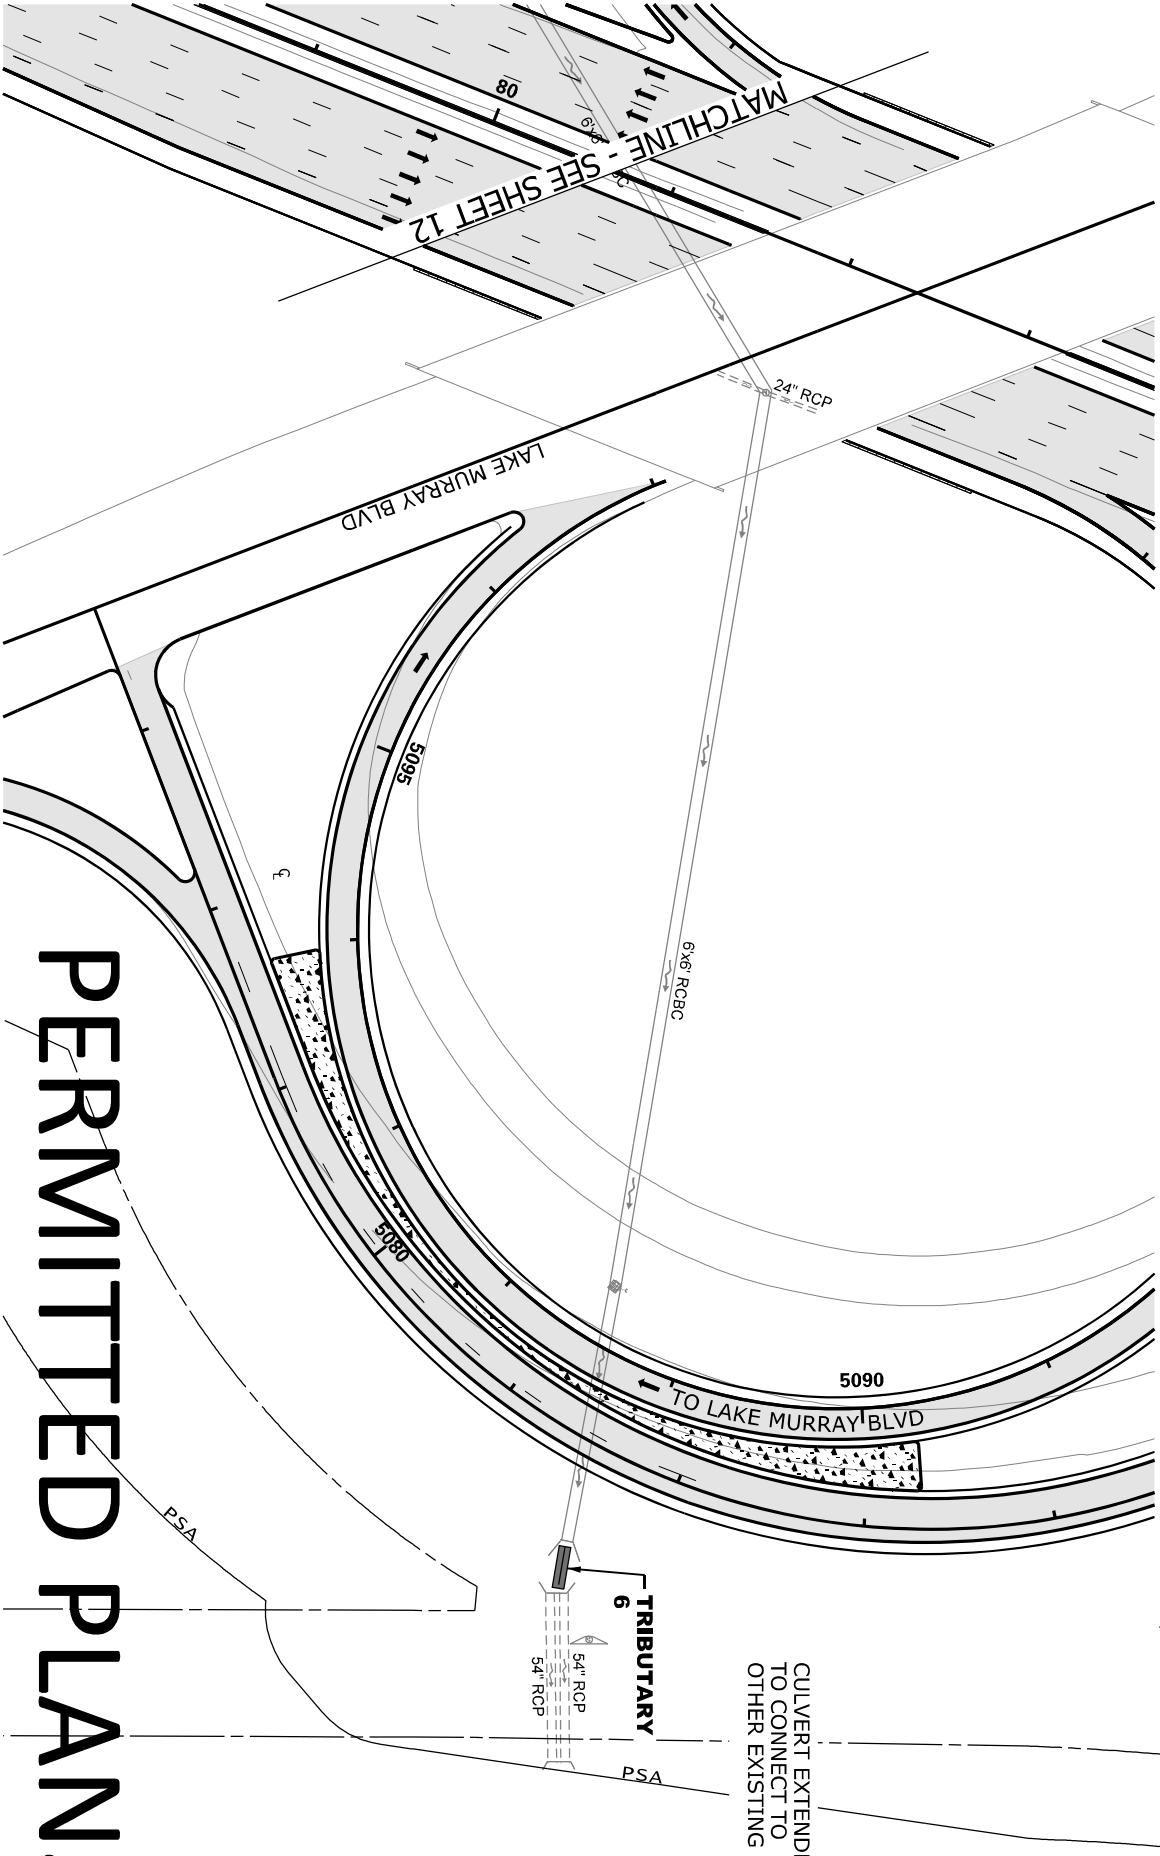 80
MATCHLINE - SEE SHEET 12
24" RCP
LAKE MURRAY BLVD
5095
6'x6' RCBC
5080
5090
TO LAKE MURRAY BLVD
PSA
TRIBUTARY
6
54" RCP
54" RCP
PSA
CULVERT EXTEND
TO CONNECT TO
OTHER EXISTING
PERMITTED PLAN